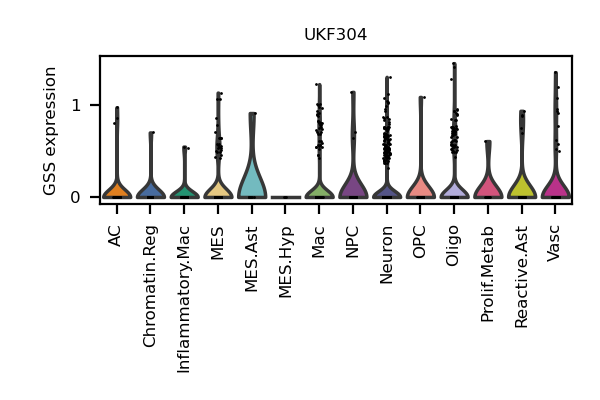 UKF304
GSS expression
1
0
AC
Chromatin.Reg
Inflammatory.Mac
MES
MES.Ast
MES.Hyp
Mac
NPC
Neuron
OPC
Oligo
Prolif.Metab
Reactive.Ast
Vasc